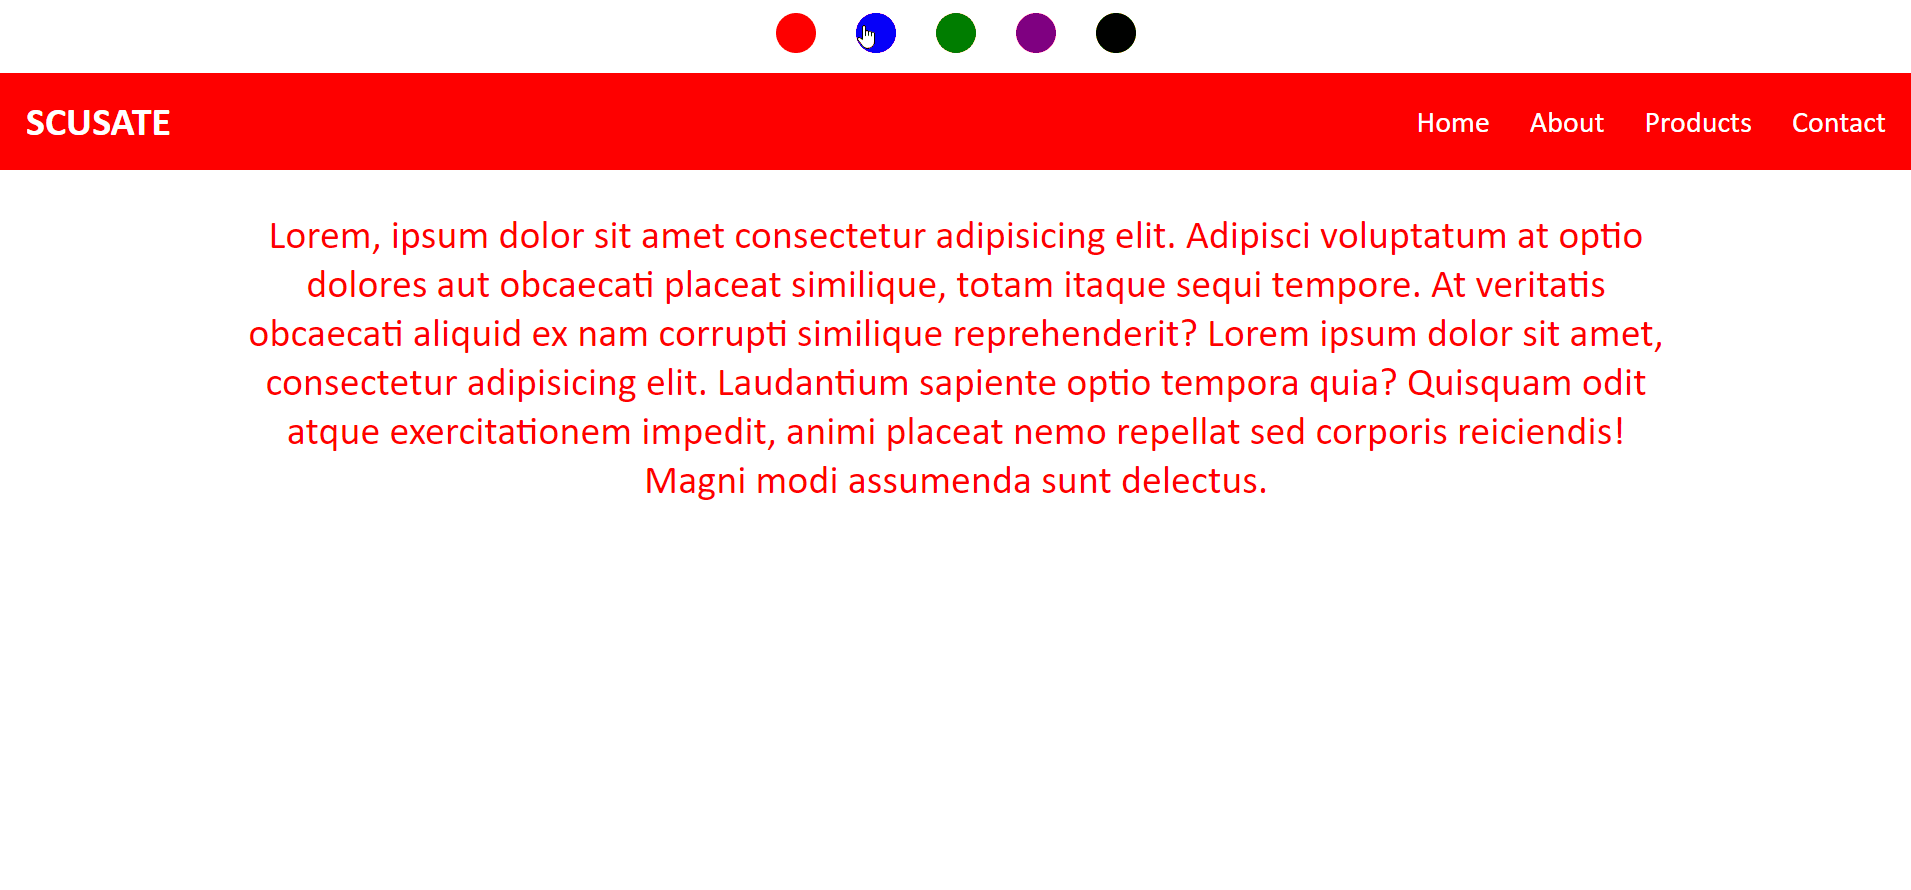 SCUSATE
Home About Products Contact
Lorem, ipsum dolor sit amet consectetur adipisicing elit. Adipisci voluptatum at optio
dolores aut obcaecati placeat similique, totam itaque sequi tempore. At veritatis
obcaecati aliquid ex nam corrupti similique reprehenderit? Lorem ipsum dolor sit amet,
consectetur adipisicing elit. Laudantium sapiente optio tempora quia? Quisquam odit
atque exercitationem impedit, animi placeat nemo repellat sed corporis reiciendis!
Magni modi assumenda sunt delectus.